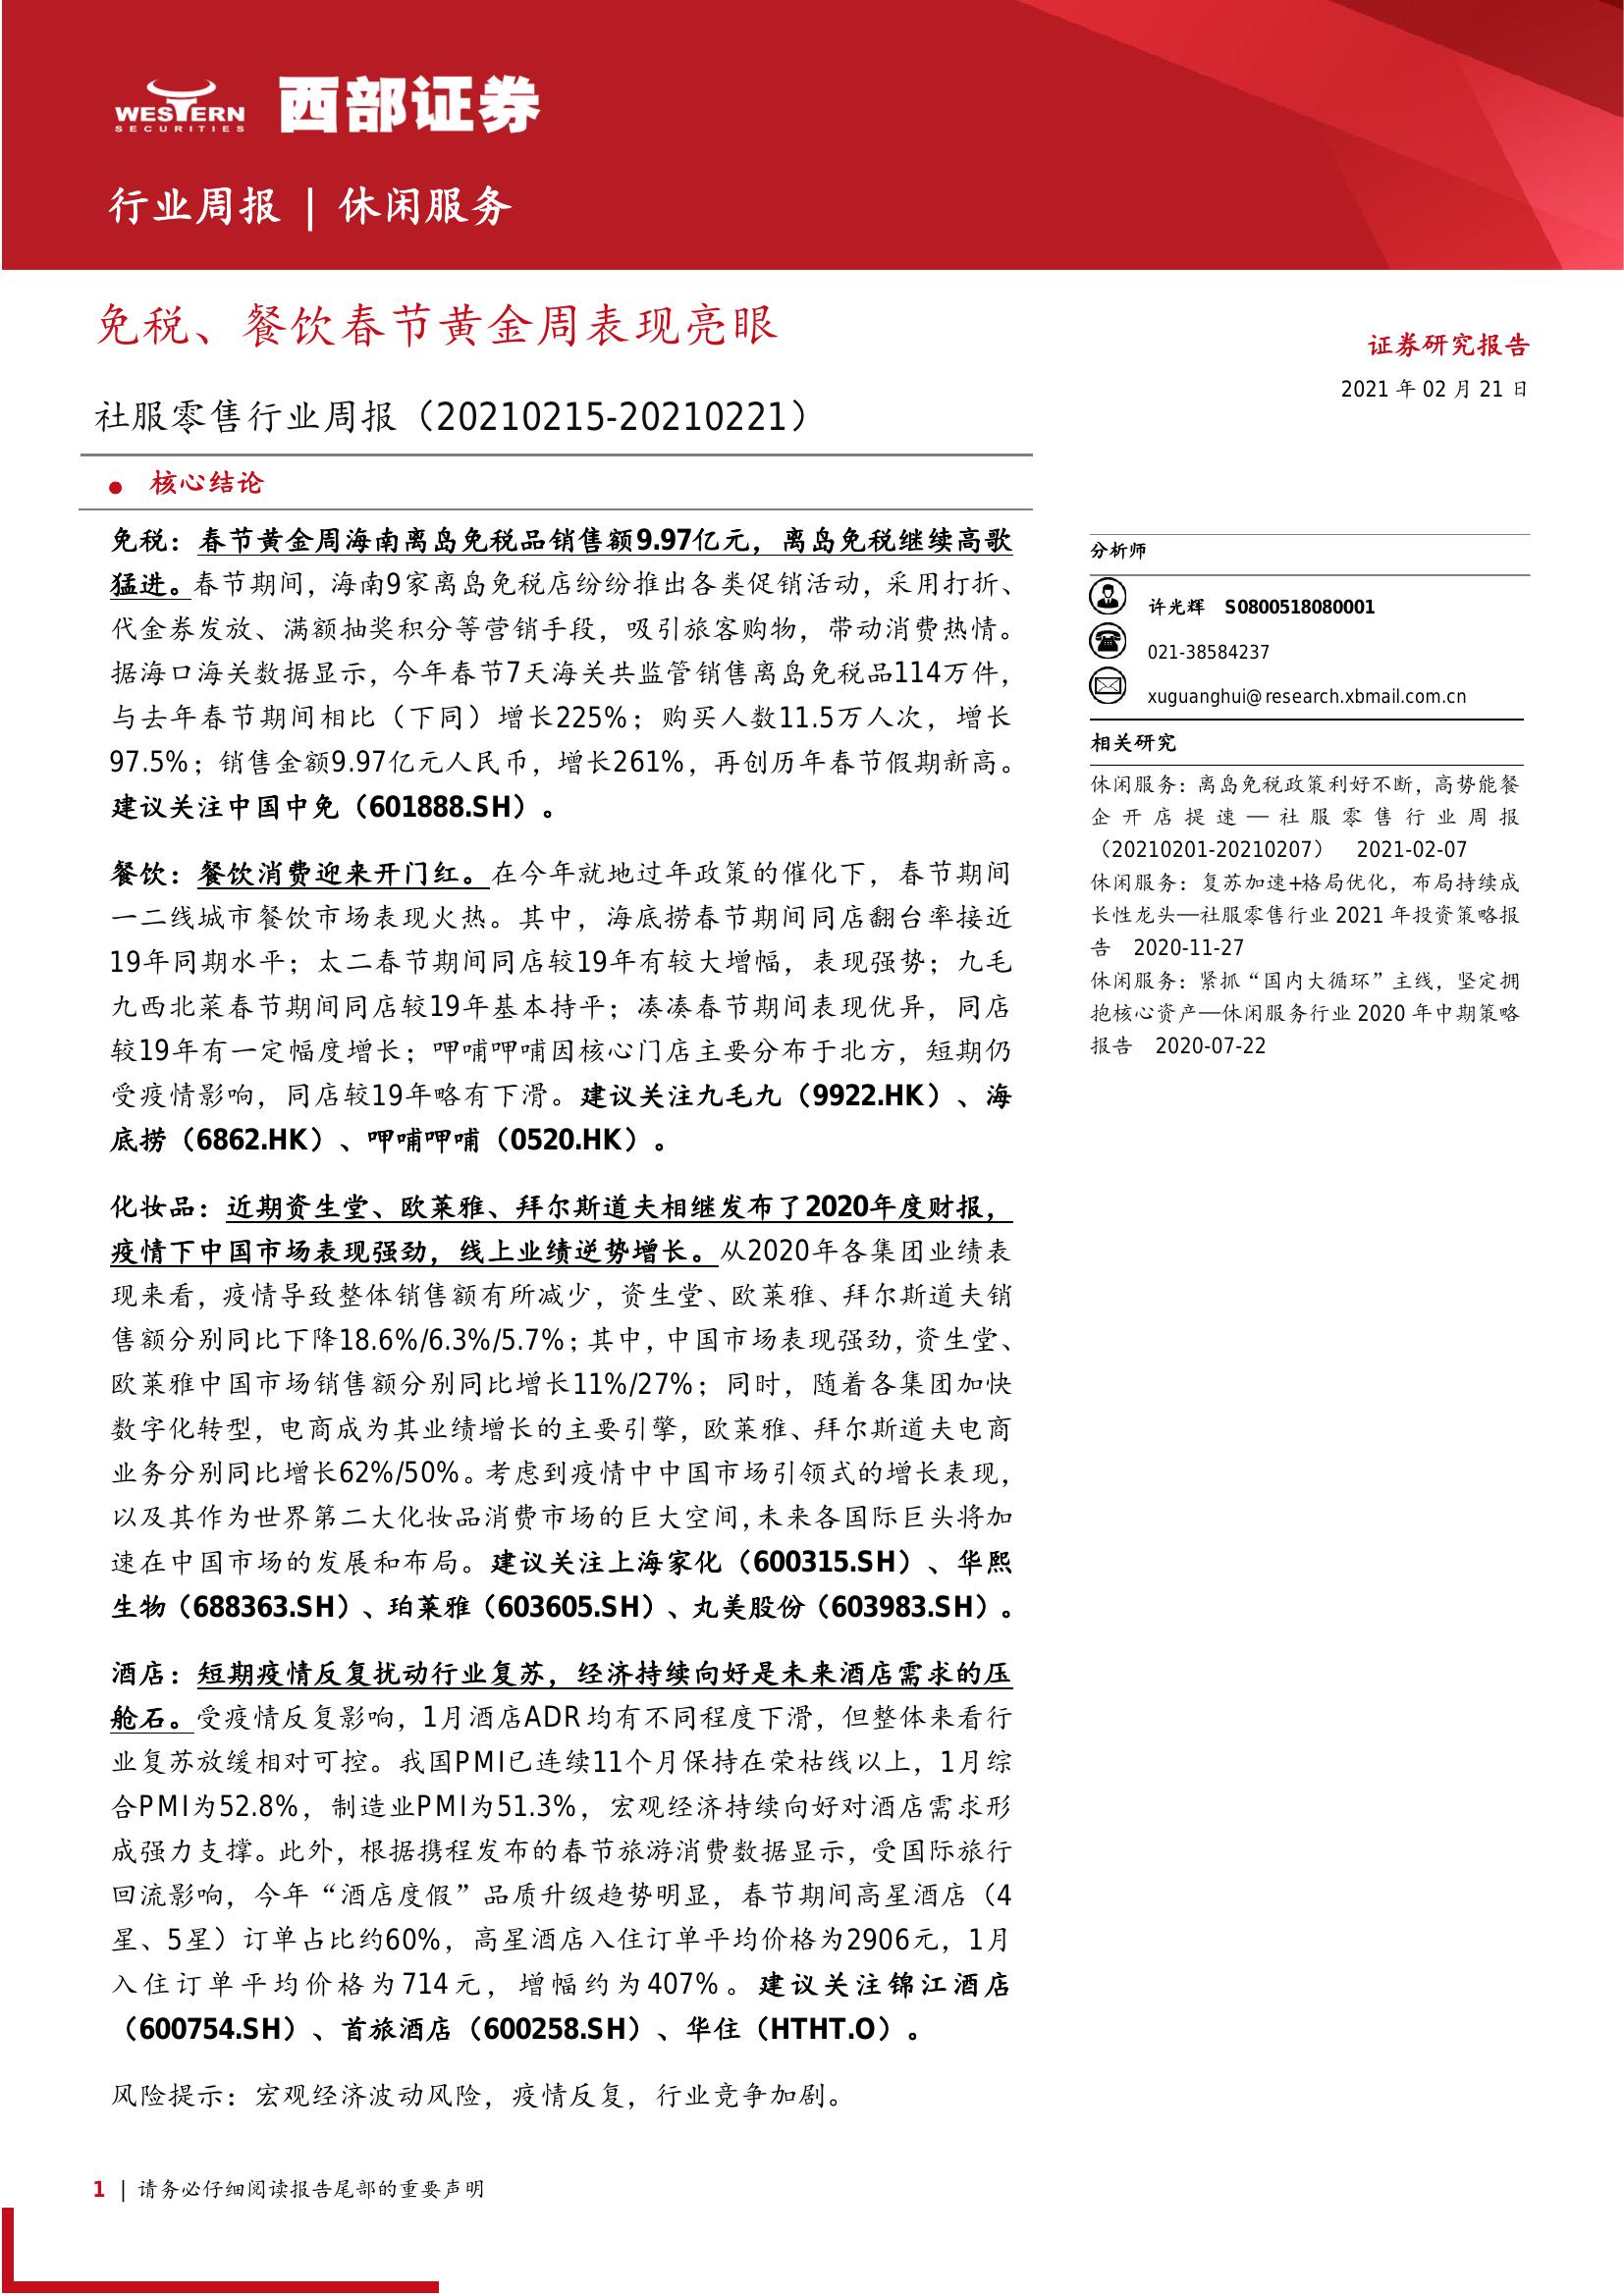 WESTERN
SECURITIES
西部证券
行业周报 | 休闲服务
免税、餐饮春节黄金周表现亮眼
社服零售行业周报（20210215-20210221）
● 核心结论
免税：春节黄金周海南离岛免税品销售额9.97亿元，离岛免税继续高歌
猛进。春节期间，海南9家离岛免税店纷纷推出各类促销活动，采用打折、
代金券发放、满额抽奖积分等营销手段，吸引旅客购物，带动消费热情。
据海口海关数据显示，今年春节7天海关共监管销售离岛免税品114万件，
与去年春节期间相比（下同）增长225%；购买人数11.5万人次，增长
97.5%；销售金额9.97亿元人民币，增长261%，再创历年春节假期新高。
建议关注中国中免（601888.SH）。
餐饮：餐饮消费迎来开门红。在今年就地过年政策的催化下，春节期间
一二线城市餐饮市场表现火热。其中，海底捞春节期间同店翻台率接近
19年同期水平；太二春节期间同店较19年有较大增幅，表现强势；九毛
九西北菜春节期间同店较19年基本持平；凑凑春节期间表现优异，同店
较19年有一定幅度增长；呷哺呷哺因核心门店主要分布于北方，短期仍
受疫情影响，同店较19年略有下滑。建议关注九毛九（9922.HK）、海
底捞（6862.HK）、呷哺呷哺（0520.HK）。
化妆品：近期资生堂、欧莱雅、拜尔斯道夫相继发布了2020年度财报，
疫情下中国市场表现强劲，线上业绩逆势增长。从2020年各集团业绩表
现来看，疫情导致整体销售额有所减少，资生堂、欧莱雅、拜尔斯道夫销
售额分别同比下降18.6%/6.3%/5.7%；其中，中国市场表现强劲，资生堂、
欧莱雅中国市场销售额分别同比增长11%/27%；同时，随着各集团加快
数字化转型，电商成为其业绩增长的主要引擎，欧莱雅、拜尔斯道夫电商
业务分别同比增长62%/50%。考虑到疫情中中国市场引领式的增长表现，
以及其作为世界第二大化妆品消费市场的巨大空间，未来各国际巨头将加
速在中国市场的发展和布局。建议关注上海家化（600315.SH）、华熙
生物（688363.SH）、珀莱雅（603605.SH）、丸美股份（603983.SH）。
酒店：短期疫情反复扰动行业复苏，经济持续向好是未来酒店需求的压
舱石。受疫情反复影响，1月酒店ADR均有不同程度下滑，但整体来看行
业复苏放缓相对可控。我国PMI已连续11个月保持在荣枯线以上，1月综
合PMI为52.8%，制造业PMI为51.3%，宏观经济持续向好对酒店需求形
成强力支撑。此外，根据携程发布的春节旅游消费数据显示，受国际旅行
回流影响，今年“酒店度假”品质升级趋势明显，春节期间高星酒店（4
星、5星）订单占比约60%，高星酒店入住订单平均价格为2906元，1月
入住订单平均价格为714元，增幅约为407%。建议关注锦江酒店
（600754.SH）、首旅酒店（600258.SH）、华住（HTHT.O）。
风险提示：宏观经济波动风险，疫情反复，行业竞争加剧。
证券研究报告
2021 年 02 月 21 日
分析师
许光辉 S0800518080001
021-38584237
xuguanghui@research.xbmail.com.cn
相关研究
休闲服务：离岛免税政策利好不断，高势能餐
企开店提速—社服零售行业周报
（20210201-20210207） 2021-02-07
休闲服务：复苏加速+格局优化，布局持续成
长性龙头—社服零售行业 2021 年投资策略报
告 2020-11-27
休闲服务：紧抓“国内大循环”主线，坚定拥
抱核心资产—休闲服务行业 2020 年中期策略
报告 2020-07-22
1 | 请务必仔细阅读报告尾部的重要声明